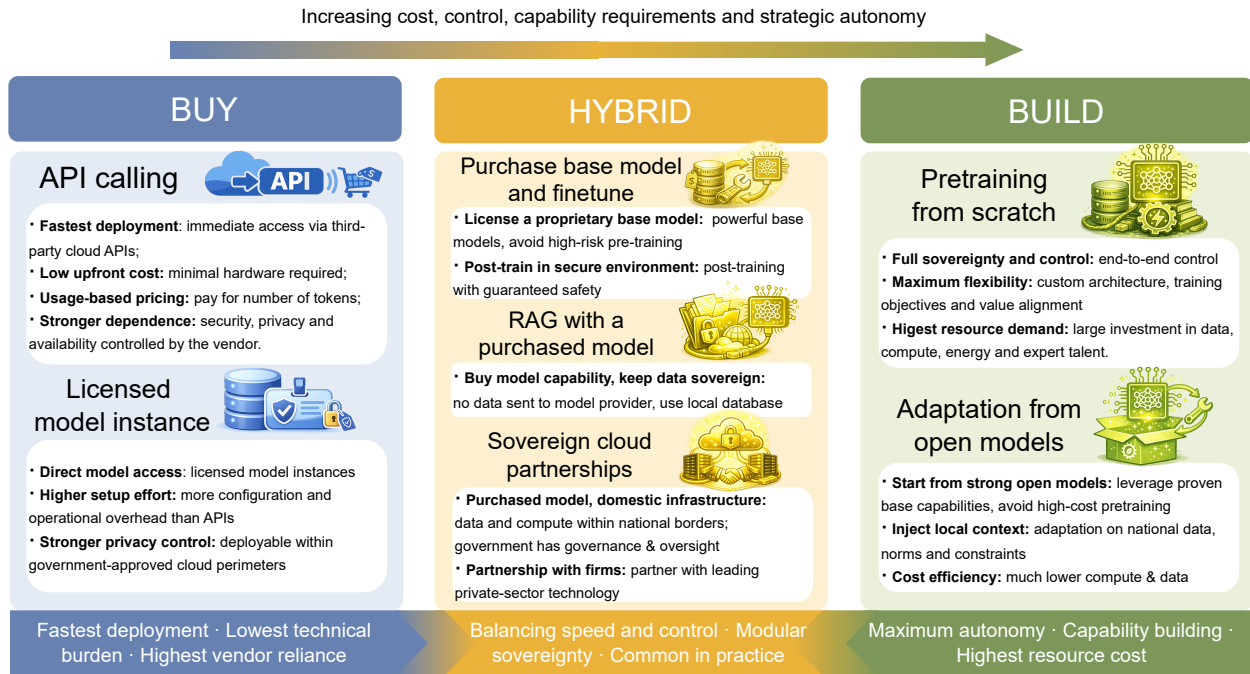 Increasing cost, control, capability requirements and strategic autonomy
BUY
API calling
API
$
· Fastest deployment: immediate access via third-
party cloud APIs;
· Low upfront cost: minimal hardware required;
· Usage-based pricing: pay for number of tokens;
· Stronger dependence: security, privacy and
availability controlled by the vendor.
Licensed
model instance
· Direct model access: licensed model instances
· Higher setup effort: more configuration and
operational overhead than APIs
· Stronger privacy control: deployable within
government-approved cloud perimeters
Fastest deployment · Lowest technical
burden · Highest vendor reliance
HYBRID
Purchase base model
and finetune
$
· License a proprietary base model: powerful base
models, avoid high-risk pre-training
· Post-train in secure environment: post-training
with guaranteed safety
RAG with a
purchased model
· Buy model capability, keep data sovereign:
no data sent to model provider, use local database
Sovereign cloud
partnerships
· Purchased model, domestic infrastructure:
data and compute within national borders;
government has governance & oversight
· Partnership with firms: partner with leading
private-sector technology
Balancing speed and control · Modular
sovereignty · Common in practice
BUILD
Pretraining
from scratch
· Full sovereignty and control: end-to-end control
· Maximum flexibility: custom architecture, training
objectives and value alignment
· Higest resource demand: large investment in data,
compute, energy and expert talent.
Adaptation from
open models
· Start from strong open models: leverage proven
base capabilities, avoid high-cost pretraining
· Inject local context: adaptation on national data,
norms and constraints
· Cost efficiency: much lower compute & data
Maximum autonomy · Capability building ·
Highest resource cost